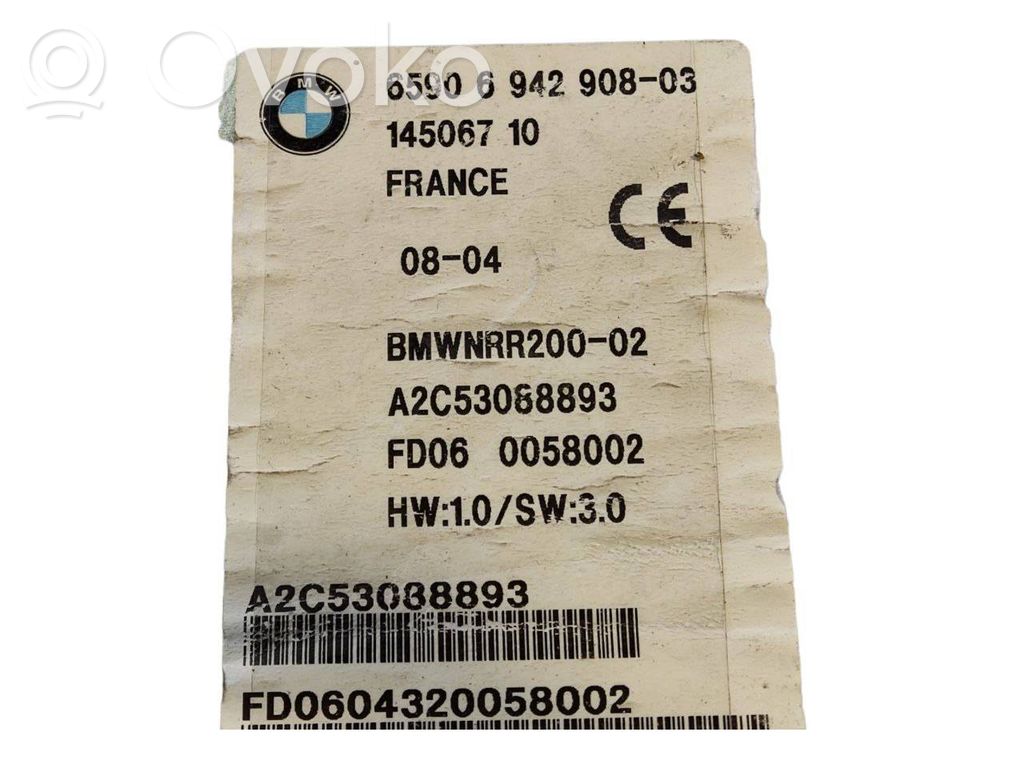 Ovoko
BMW
6590 6 942 908-03
145067 10
FRANCE
CE
08-04
BMWNRR200-02
A2C53088893
FD06 0058002
HW:1.0/SW:3.0
A2C53088893
FD0604320058002